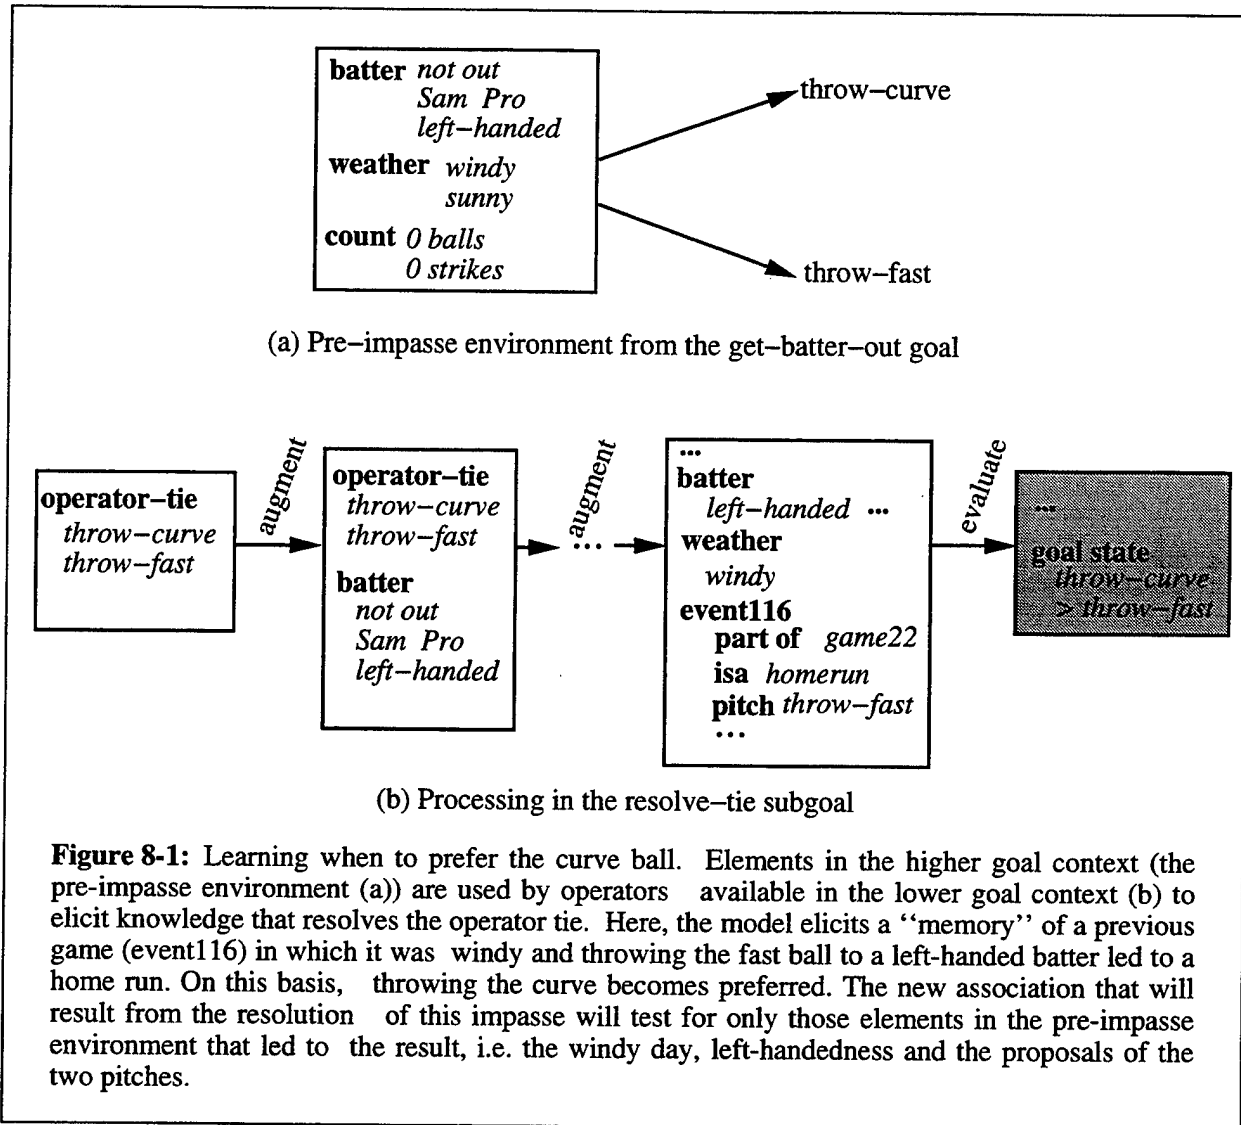 batter not out
Sam Pro
left–handed
weather windy
sunny
count 0 balls
0 strikes
throw–curve
throw–fast
(a) Pre–impasse environment from the get–batter–out goal
operator–tie
throw–curve
throw–fast
augment
operator–tie
throw–curve
throw–fast
batter
not out
Sam Pro
left–handed
augment
...
...
batter
left–handed ...
weather
windy
event116
part of game22
isa homerun
pitch throw–fast
...
evaluate
...
goal state
throw–curve
> throw–fast
(b) Processing in the resolve–tie subgoal
Figure 8-1: Learning when to prefer the curve ball. Elements in the higher goal context (the
pre-impasse environment (a)) are used by operators available in the lower goal context (b) to
elicit knowledge that resolves the operator tie. Here, the model elicits a ‘‘memory’’ of a previous
game (event116) in which it was windy and throwing the fast ball to a left-handed batter led to a
home run. On this basis, throwing the curve becomes preferred. The new association that will
result from the resolution of this impasse will test for only those elements in the pre-impasse
environment that led to the result, i.e. the windy day, left-handedness and the proposals of the
two pitches.